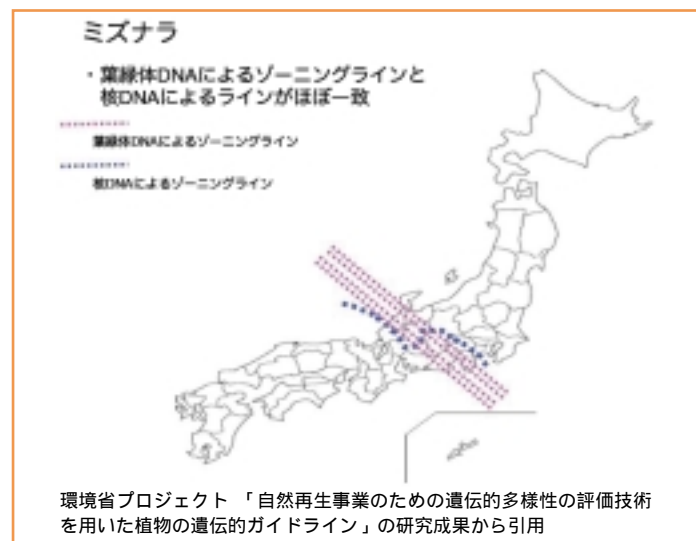 ミズナラ
・葉緑体DNAによるゾーニングラインと
核DNAによるラインがほぼ一致
葉緑体DNAによるゾーニングライン
核DNAによるゾーニングライン
環境省プロジェクト 「自然再生事業のための遺伝的多様性の評価技術
を用いた植物の遺伝的ガイドライン」の研究成果から引用